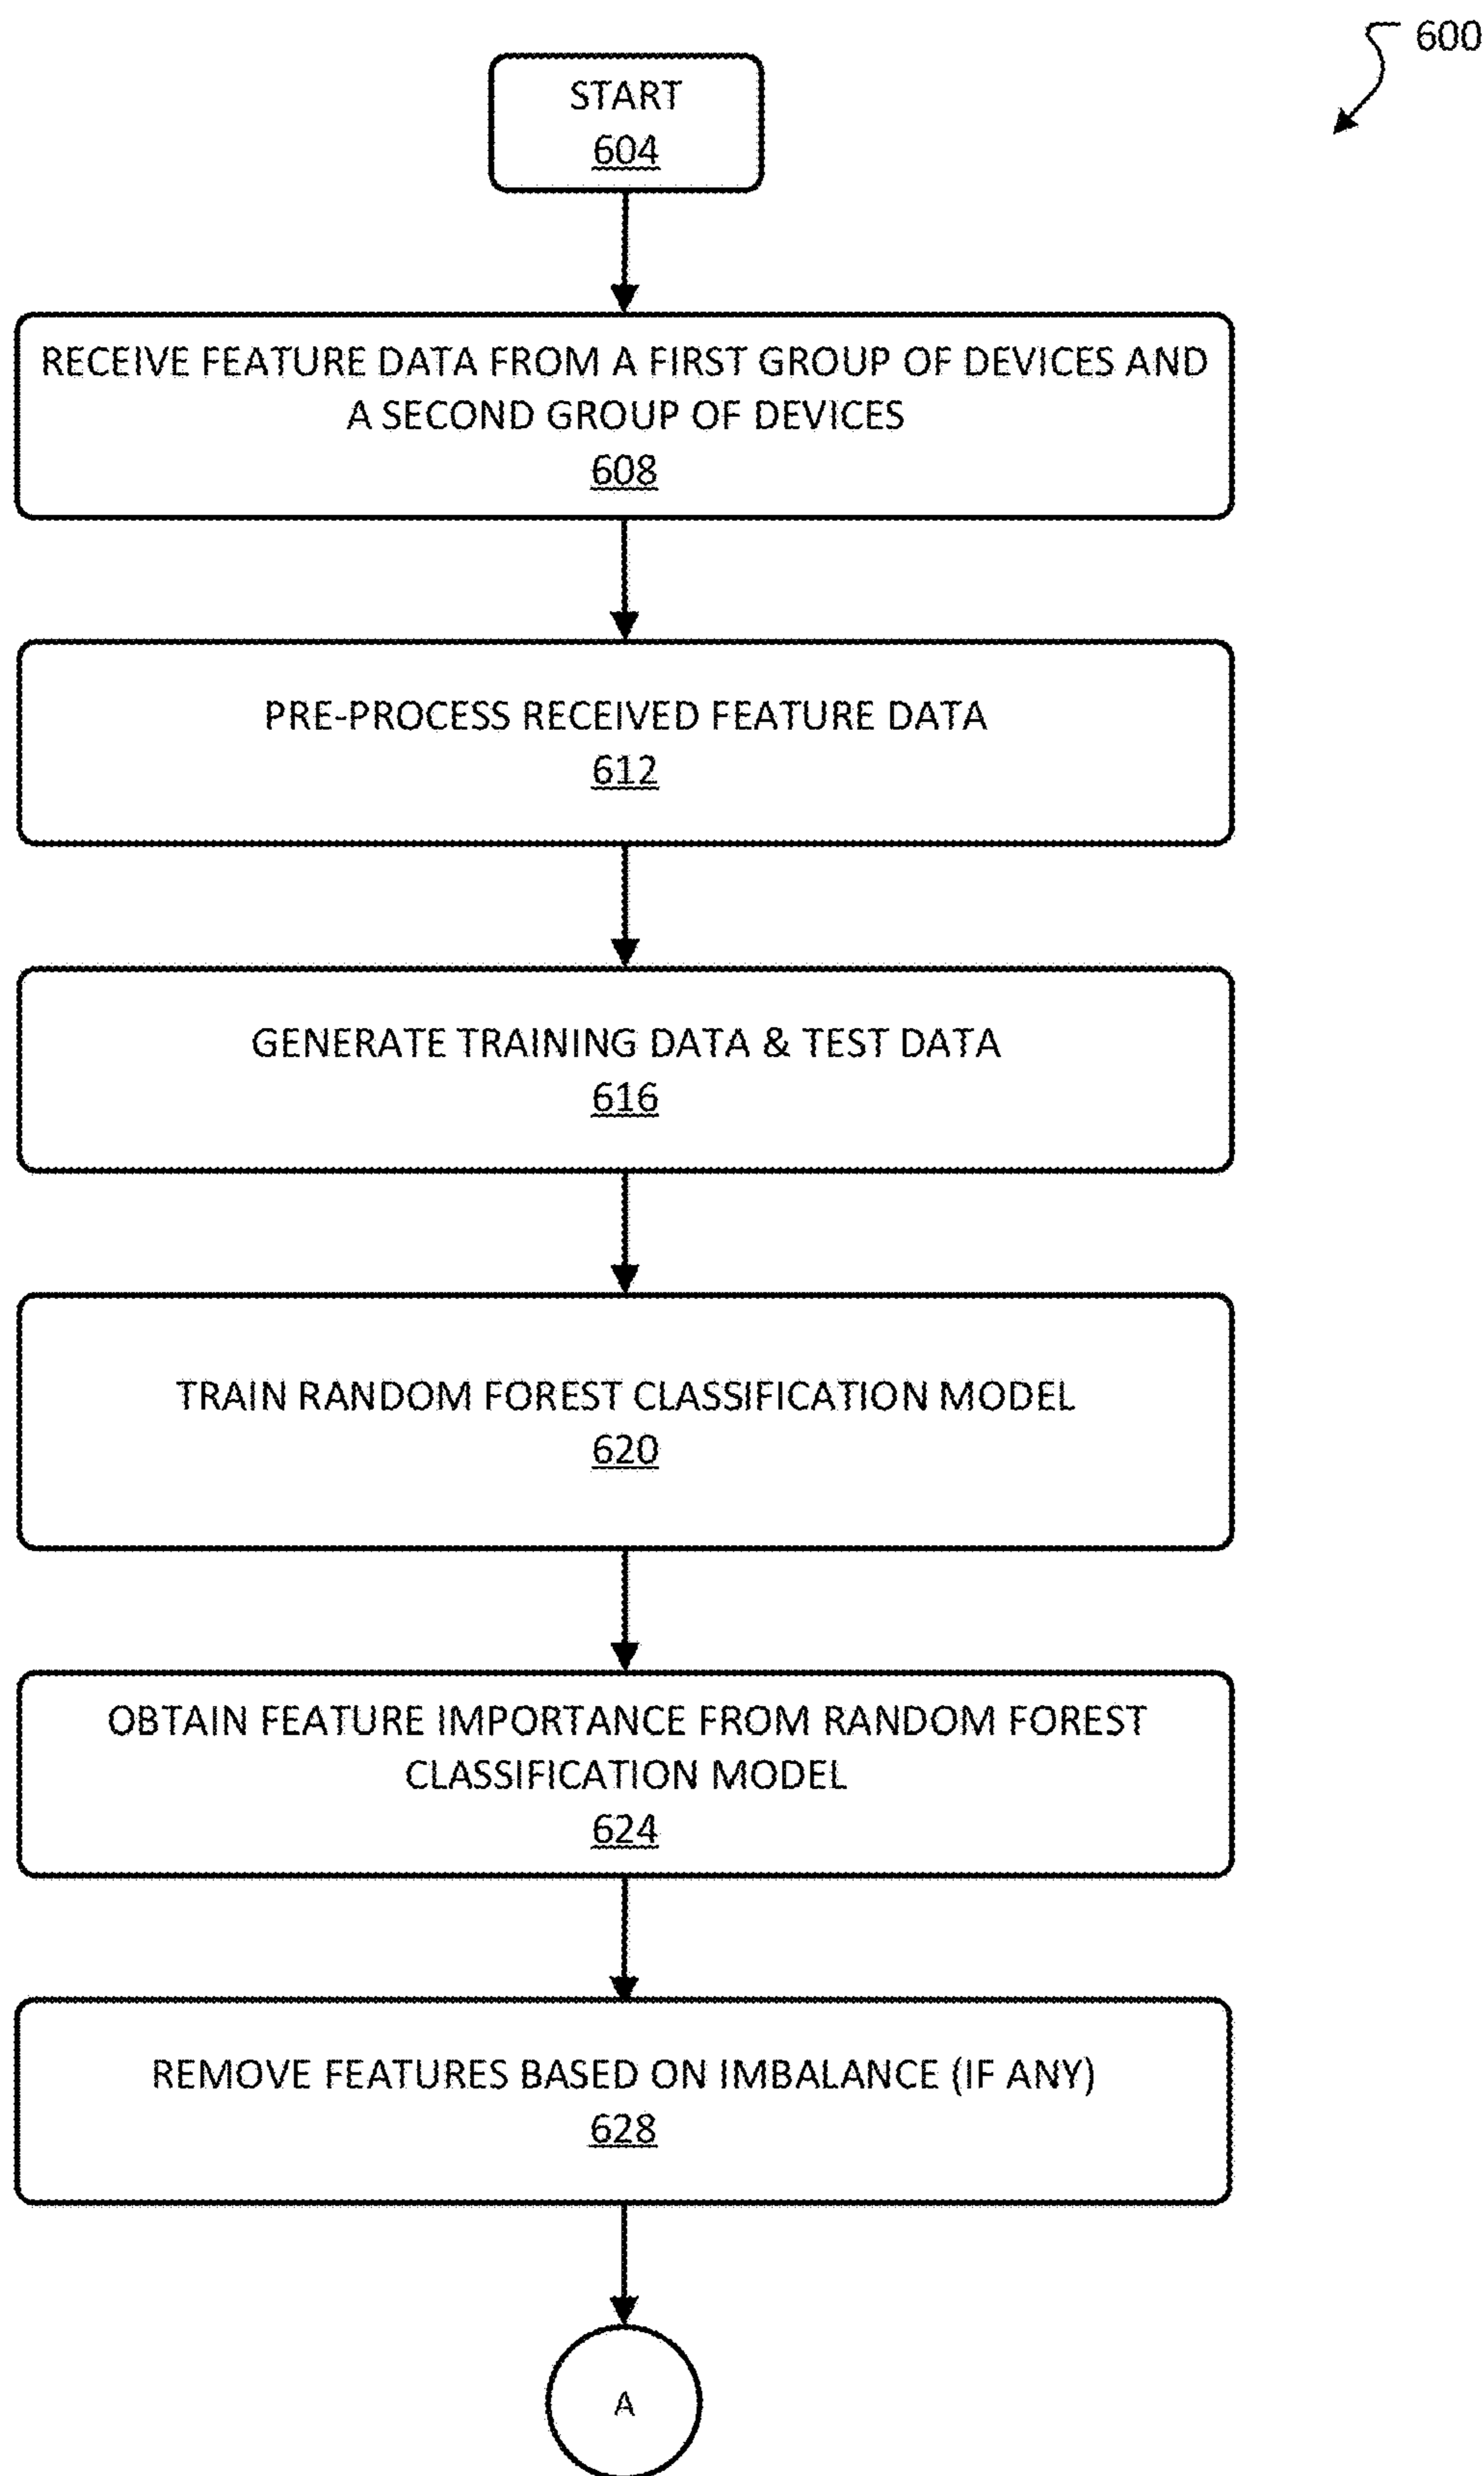 600
START
604
RECEIVE FEATURE DATA FROM A FIRST GROUP OF DEVICES AND
A SECOND GROUP OF DEVICES
608
PRE-PROCESS RECEIVED FEATURE DATA
612
GENERATE TRAINING DATA & TEST DATA
616
TRAIN RANDOM FOREST CLASSIFICATION MODEL
620
OBTAIN FEATURE IMPORTANCE FROM RANDOM FOREST
CLASSIFICATION MODEL
624
REMOVE FEATURES BASED ON IMBALANCE (IF ANY)
628
A